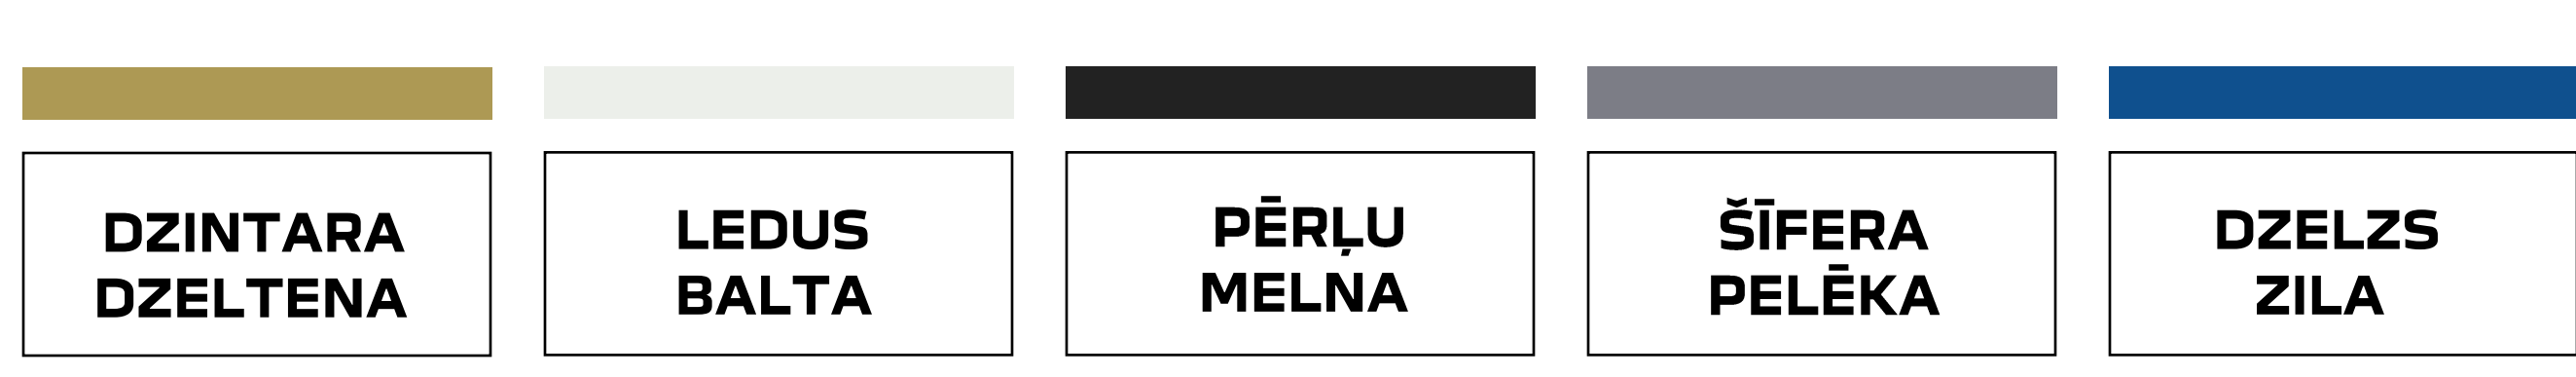 DZINTARA
DZELTENA
LEDUS
BALTA
PĒRĻU
MELNA
ŠĪFERA
PELĒKA
DZELZS
ZILA